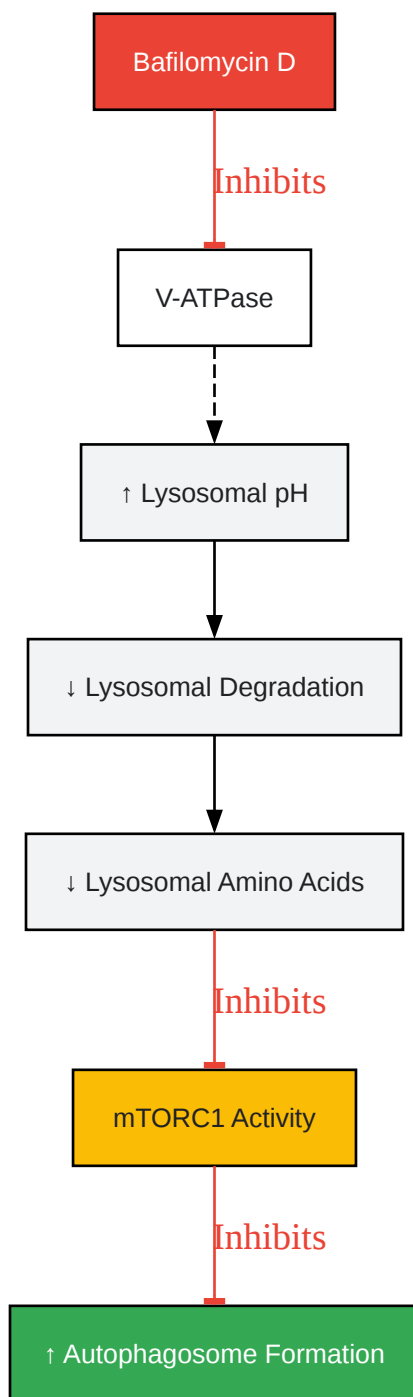 Bafilomycin D
Inhibits
V-ATPase
↑ Lysosomal pH
↓ Lysosomal Degradation
↓ Lysosomal Amino Acids
Inhibits
mTORC1 Activity
Inhibits
↑ Autophagosome Formation